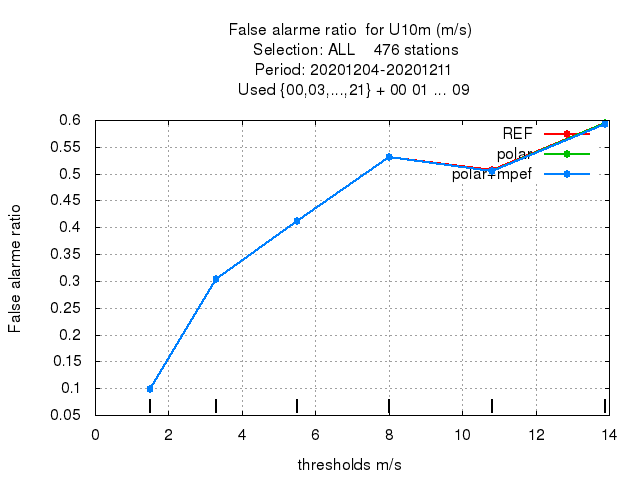 False alarme ratio  for U10m (m/s)
Selection: ALL    476 stations
Period: 20201204-20201211
Used {00,03,...,21} + 00 01 ... 09
0.6
0.55
0.5
0.45
0.4
0.35
0.3
0.25
0.2
0.15
0.1
0.05
False alarme ratio
REF
polar
polar+mpef
0 2 4 6 8 10 12 14
thresholds m/s